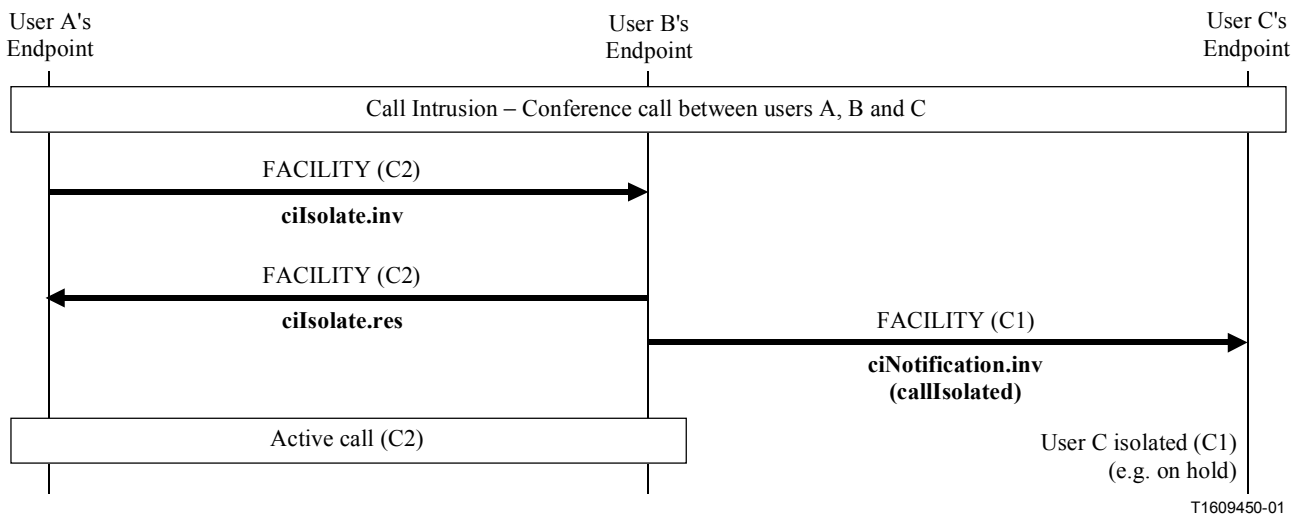 User A's
Endpoint
User B's
Endpoint
User C's
Endpoint
Call Intrusion – Conference call between users A, B and C
FACILITY (C2)
ciIsolate.inv
FACILITY (C2)
ciIsolate.res
FACILITY (C1)
ciNotification.inv
(callIsolated)
Active call (C2)
User C isolated (C1)
(e.g. on hold)
T1609450-01